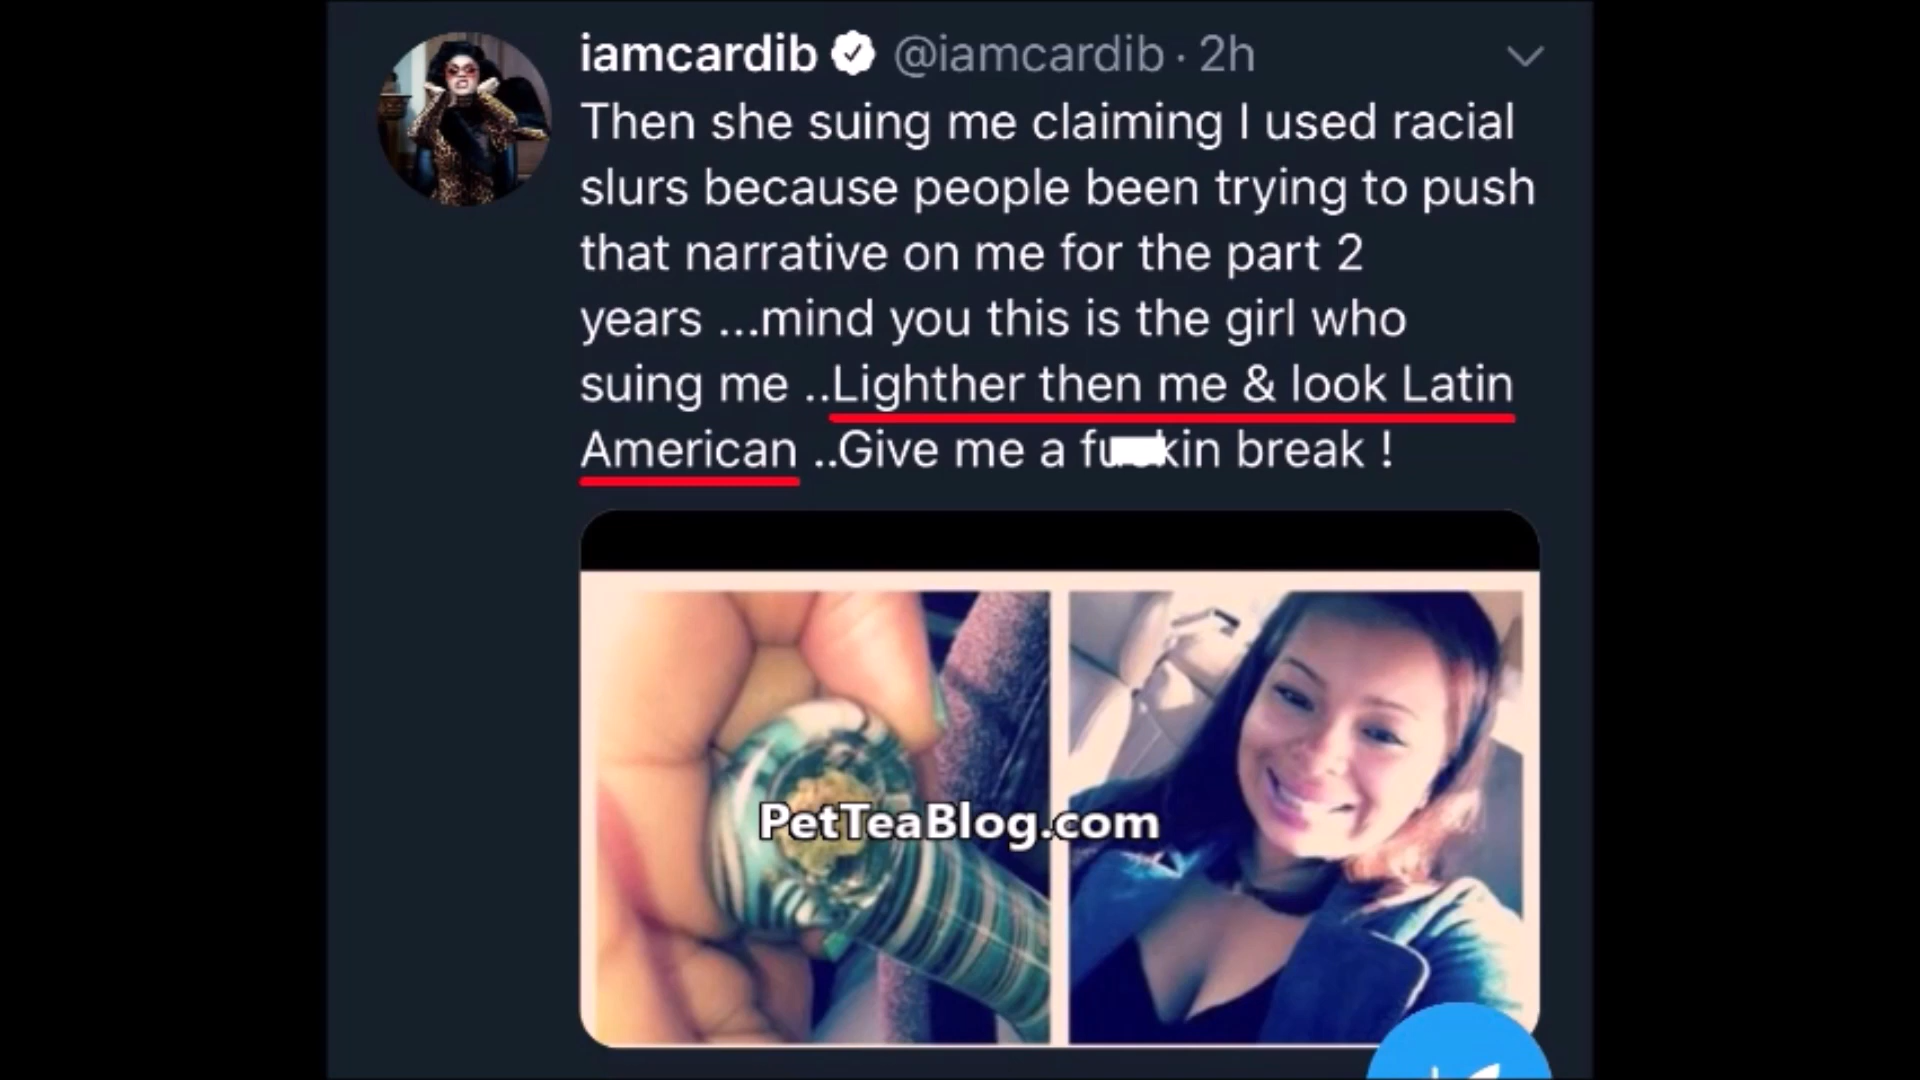 iamcardib @iamcardib · 2h
Then she suing me claiming I used racial
slurs because people been trying to push
that narrative on me for the part 2
years ...mind you this is the girl who
suing me ..Lighther then me & look Latin
American ..Give me a fu kin break !
PetTeaBlog.com